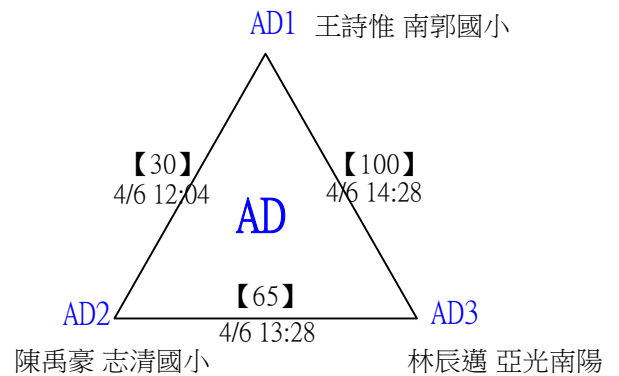 AD1 王詩惟 南郭國小
【30】 【100】
4/6 12:04 4/6 14:28
AD
【65】
AD2 AD3
4/6 13:28
陳禹豪 志清國小 林辰邁 亞光南陽